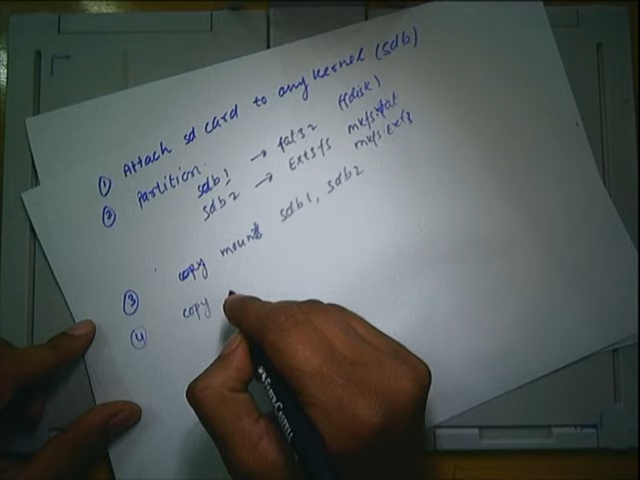 ① Attach sd card to any kernel (sdb)
② Partition.
sdb1 → fat32 (fdisk)
sdb2 → Ext3fs mkfs.fat
mkfs.ext3
③ copy mount sdb1, sdb2
④ copy